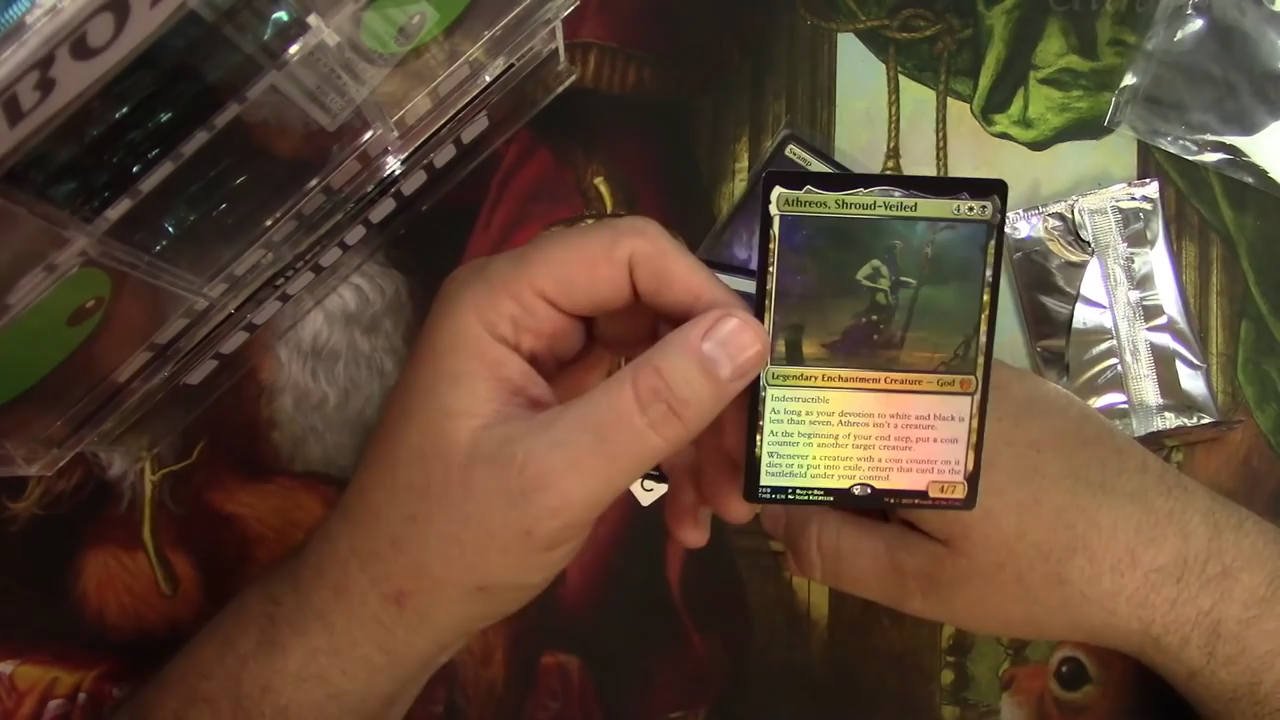 BO
Swamp
Athreos, Shroud-Veiled 4
Legendary Enchantment Creature — God
Indestructible
As long as your devotion to white and black is
less than seven, Athreos isn't a creature.
At the beginning of your end step, put a coin
counter on another target creature.
Whenever a creature with a coin counter on it
dies or is put into exile, return that card to the
battlefield under your control.
4/7
269 P Buy-a-Box
THB EN
C